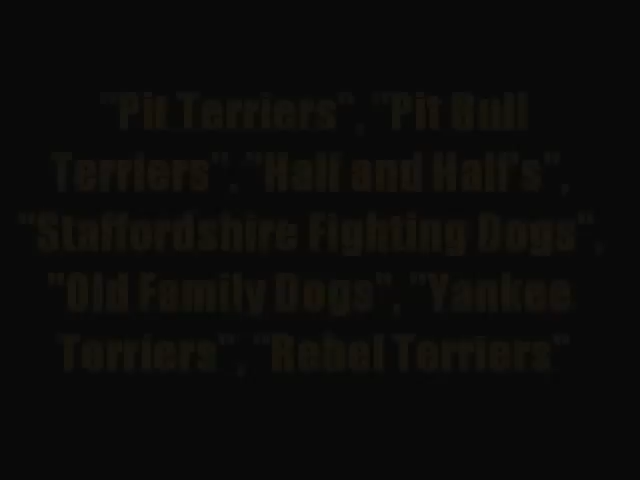 "Pit Terriers", "Pit Bull
Terriers", "Half and Half's",
"Staffordshire Fighting Dogs",
"Old Family Dogs", "Yankee
Terriers", "Rebel Terriers"